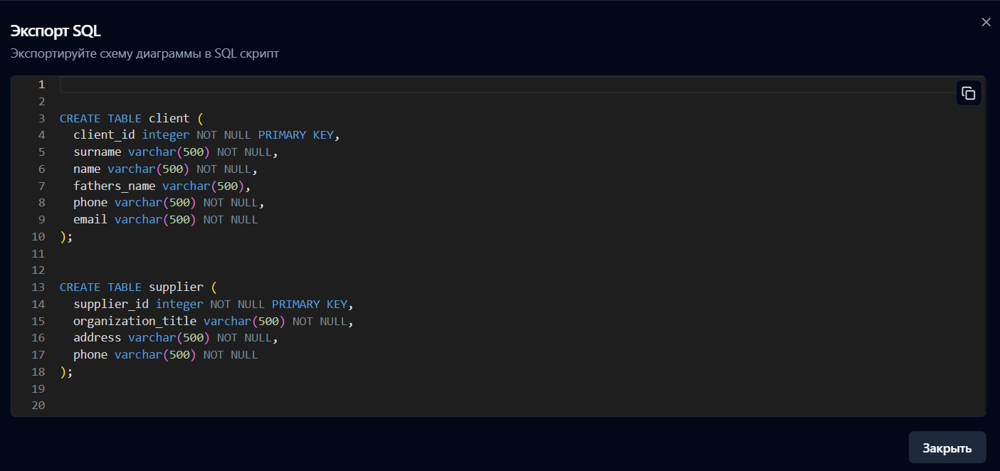 Экспорт SQL
Экспортируйте схему диаграммы в SQL скрипт
1
2
3 CREATE TABLE client (
4   client_id integer NOT NULL PRIMARY KEY,
5   surname varchar(500) NOT NULL,
6   name varchar(500) NOT NULL,
7   fathers_name varchar(500),
8   phone varchar(500) NOT NULL,
9   email varchar(500) NOT NULL
10 );
11
12
13 CREATE TABLE supplier (
14   supplier_id integer NOT NULL PRIMARY KEY,
15   organization_title varchar(500) NOT NULL,
16   address varchar(500) NOT NULL,
17   phone varchar(500) NOT NULL
18 );
19
20
Закрыть